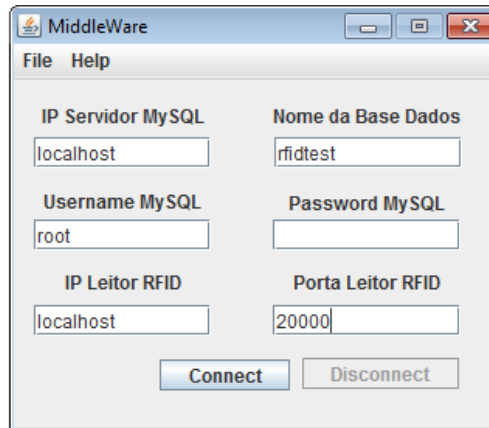 MiddleWare
File Help
IP Servidor MySQL Nome da Base Dados
localhost rfidtest
Username MySQL Password MySQL
root
IP Leitor RFID Porta Leitor RFID
localhost 20000
Connect Disconnect